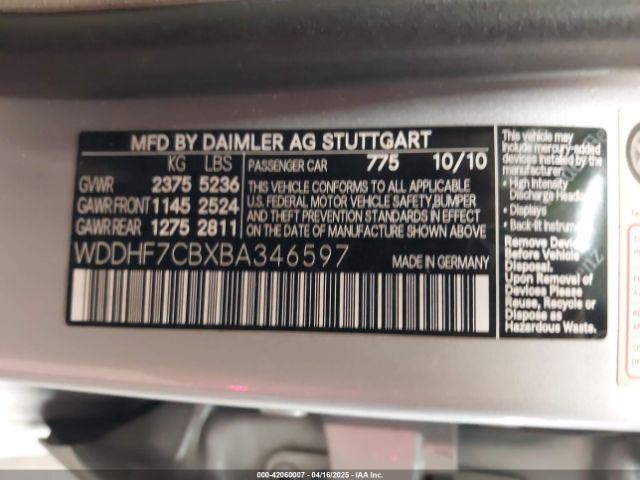 MFD BY DAIMLER AG STUTTGART
KG LBS PASSENGER CAR 775 10/10
GVWR 2375 5236
GAWR FRONT 1145 2524
GAWR REAR 1275 2811
THIS VEHICLE CONFORMS TO ALL APPLICABLE
U.S. FEDERAL MOTOR VEHICLE SAFETY, BUMPER
AND THEFT PREVENTION STANDARDS IN EFFECT
ON THE DATE OF MANUFACTURE SHOWN ABOVE
WDDHF7CBXBA346597 MADE IN GERMANY
This vehicle may
include mercury-added
devices installed by the
manufacturer:
• High Intensity
Discharge Headla
• Displays
• Back-lit Instrum
Remove Devices
Before Vehicle
Disposal.
Upon Removal of
Devices Please
Reuse, Recycle or
Dispose as
Hazardous Waste.
000-42060007 - 04/16/2025 - IAAI, Inc.